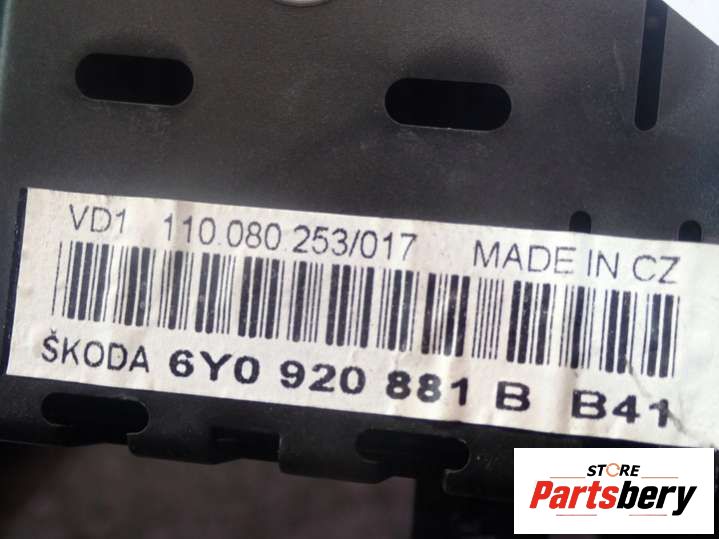 VD1 110.080.253/017 MADE IN CZ
ŠKODA 6Y0 920 881 B B41
STORE
Partsbery